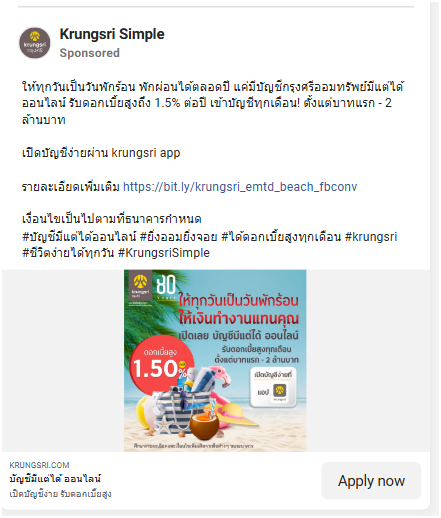 Krungsri Simple
Sponsored
ให้ทุกวันเป็นวันพักร้อน พักผ่อนได้ตลอดปี แค่มีบัญชีกรุงศรีออมทรัพย์มีแต่ได้
ออนไลน์ รับดอกเบี้ยสูงถึง 1.5% ต่อปี เข้าบัญชีทุกเดือน! ตั้งแต่บาทแรก - 2
ล้านบาท
เปิดบัญชีง่ายผ่าน krungsri app
รายละเอียดเพิ่มเติม https://bit.ly/krungsri_emtd_beach_fbconv
เงื่อนไขเป็นไปตามที่ธนาคารกำหนด
#บัญชีมีแต่ได้ออนไลน์ #ยิ่งออมยิ่งจอย #ได้ดอกเบี้ยสูงทุกเดือน #krungsri
#ชีวิตง่ายได้ทุกวัน #KrungsriSimple
krungsri
กรุงศรี
80
ให้ทุกวันเป็นวันพักร้อน
ให้เงินทำงานแทนคุณ
เปิดเลย บัญชีมีแต่ได้ ออนไลน์
รับดอกเบี้ยสูงทุกเดือน
ตั้งแต่บาทแรก - 2 ล้านบาท
ดอกเบี้ยสูง
1.50%
เปิดบัญชีง่ายที่
แอป
KRUNGSRI.COM
บัญชีมีแต่ได้ ออนไลน์
เปิดบัญชีง่าย รับดอกเบี้ยสูง
Apply now